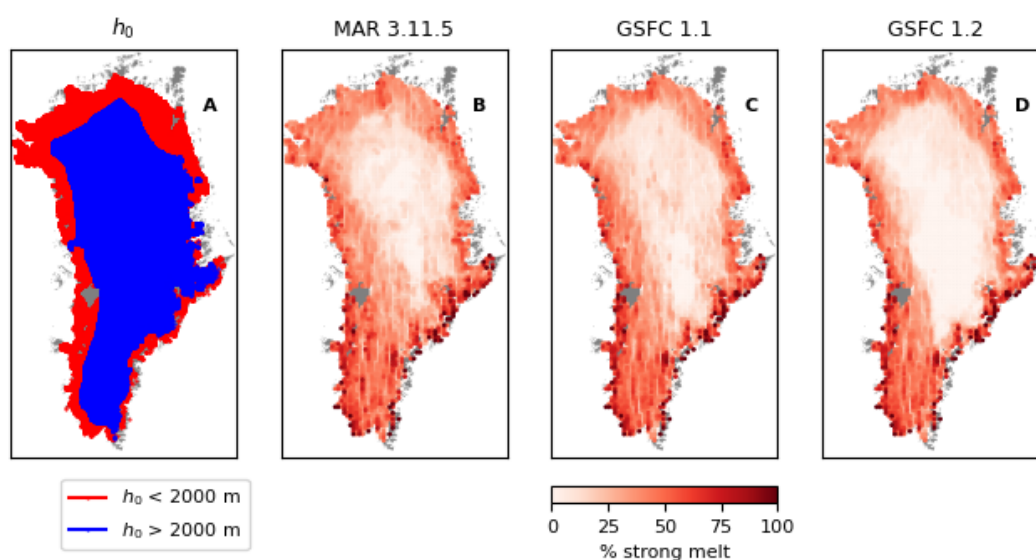 h₀ MAR 3.11.5 GSFC 1.1 GSFC 1.2
A B C D
h₀ < 2000 m
h₀ > 2000 m
0 25 50 75 100
% strong melt